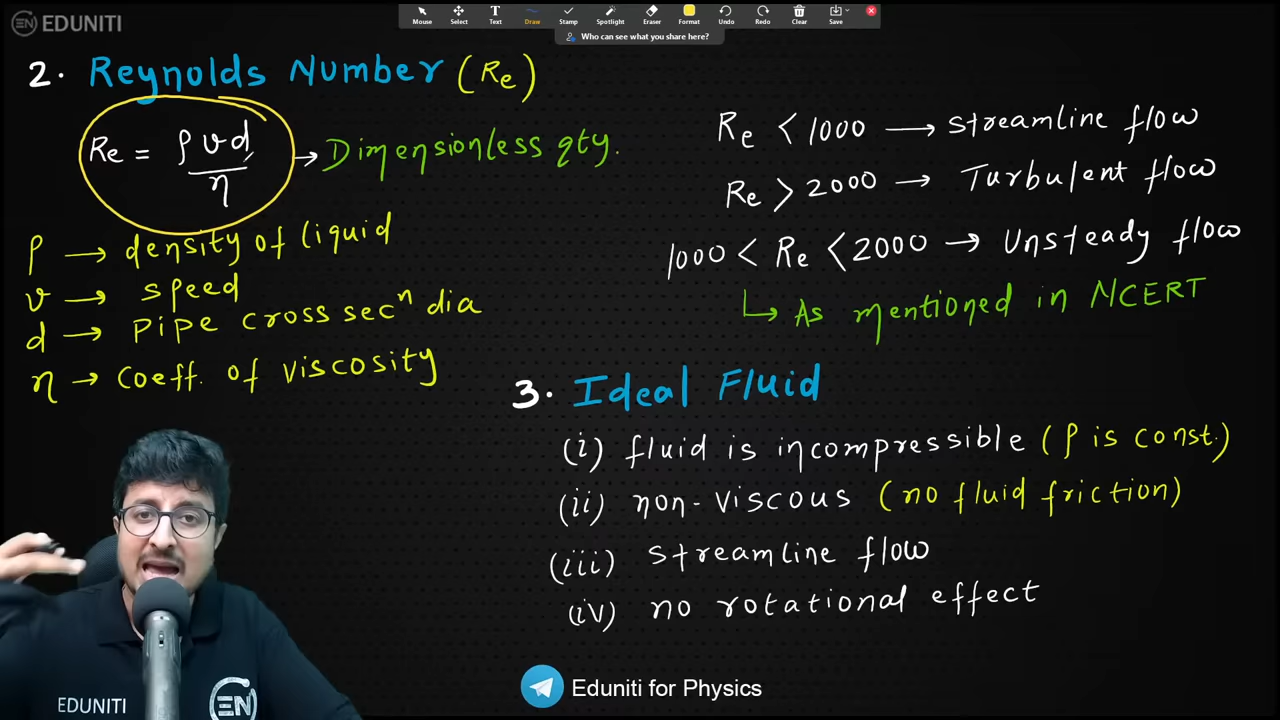 EDUNITI
Mouse Select Text Draw Stamp Spotlight Eraser Format Undo Redo Clear Save
Who can see what you share here?
2. Reynolds Number (Re)
Re = ρvd/η → Dimensionless qty.
ρ → density of liquid
v → speed
d → pipe cross secⁿ dia
η → coeff. of viscosity
Re < 1000 → streamline flow
Re > 2000 → Turbulent flow
1000 < Re < 2000 → Unsteady flow
↳ As mentioned in NCERT
3. Ideal Fluid
(i) fluid is incompressible (ρ is const.)
(ii) non-viscous (no fluid friction)
(iii) streamline flow
(iv) no rotational effect
EDUNITI
EN
Eduniti for Physics